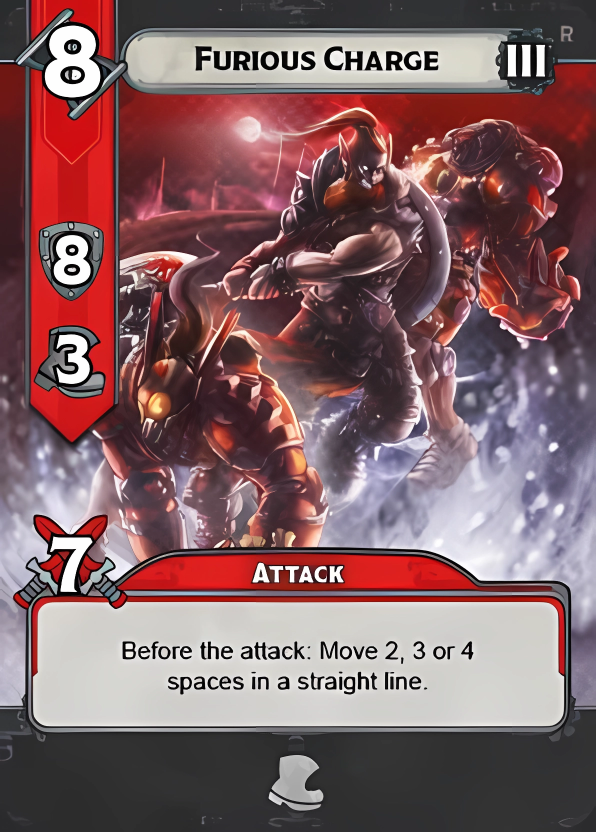 8
FURIOUS CHARGE
III
R
8
3
7
ATTACK
Before the attack: Move 2, 3 or 4
spaces in a straight line.